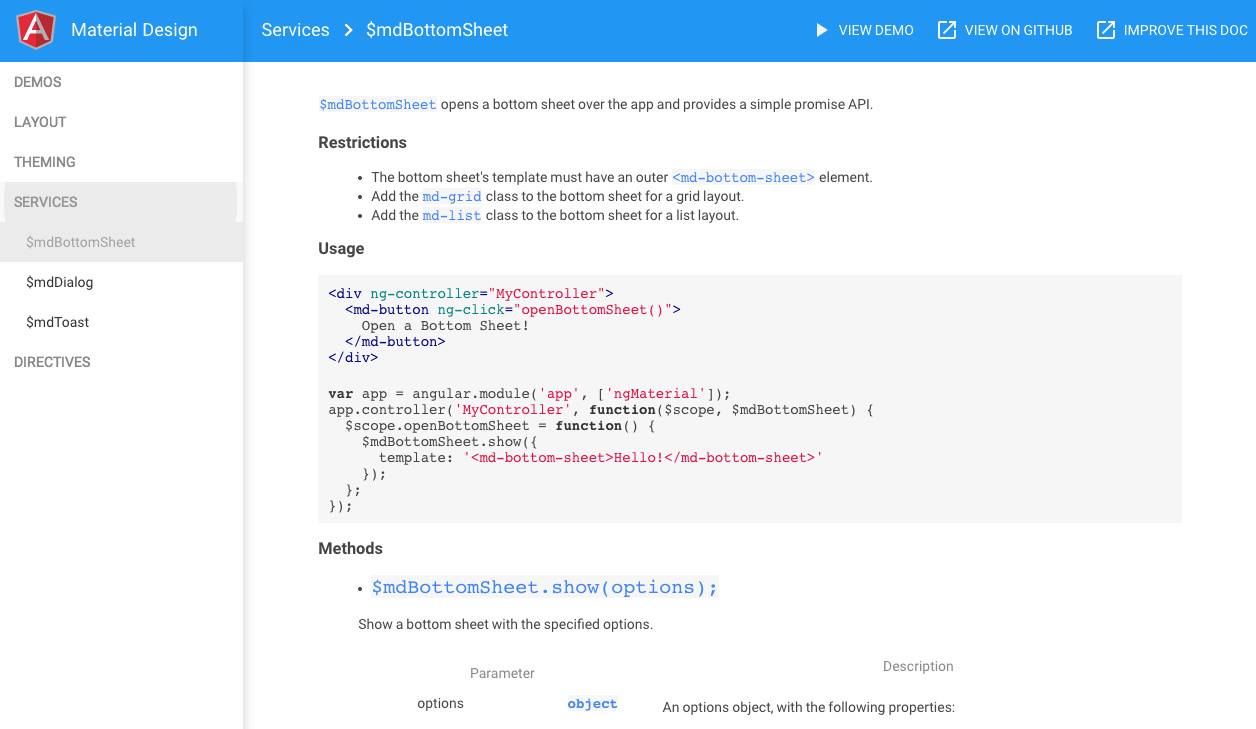 Material Design
Services > $mdBottomSheet
VIEW DEMO
VIEW ON GITHUB
IMPROVE THIS DOC
DEMOS
LAYOUT
THEMING
SERVICES
$mdBottomSheet
$mdDialog
$mdToast
DIRECTIVES
$mdBottomSheet opens a bottom sheet over the app and provides a simple promise API.
Restrictions
• The bottom sheet's template must have an outer <md-bottom-sheet> element.
• Add the md-grid class to the bottom sheet for a grid layout.
• Add the md-list class to the bottom sheet for a list layout.
Usage
<div ng-controller="MyController">
  <md-button ng-click="openBottomSheet()">
    Open a Bottom Sheet!
  </md-button>
</div>
var app = angular.module('app', ['ngMaterial']);
app.controller('MyController', function($scope, $mdBottomSheet) {
  $scope.openBottomSheet = function() {
    $mdBottomSheet.show({
      template: '<md-bottom-sheet>Hello!</md-bottom-sheet>'
    });
  };
});
Methods
• $mdBottomSheet.show(options);
Show a bottom sheet with the specified options.
Parameter Description
options object An options object, with the following properties: